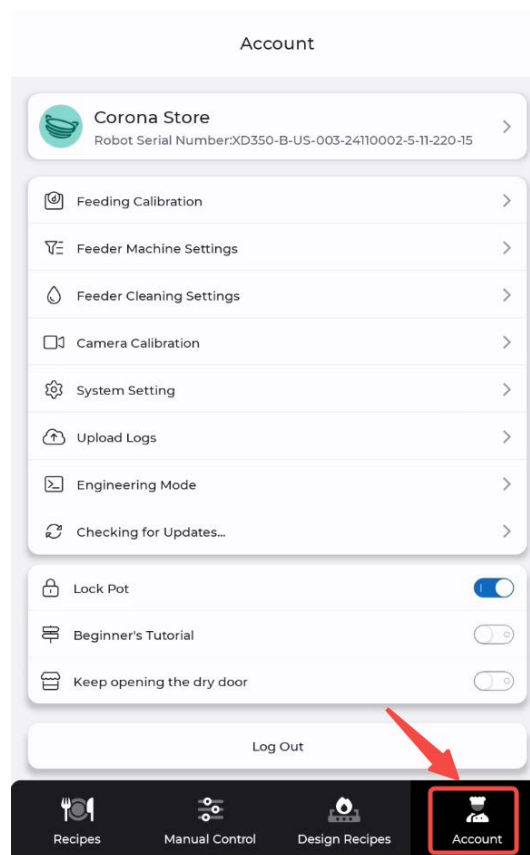 Account
Corona Store
Robot Serial Number:XD350-B-US-003-24110002-5-11-220-15
Feeding Calibration
Feeder Machine Settings
Feeder Cleaning Settings
Camera Calibration
System Setting
Upload Logs
Engineering Mode
Checking for Updates...
Lock Pot
Beginner's Tutorial
Keep opening the dry door
Log Out
Recipes Manual Control Design Recipes Account